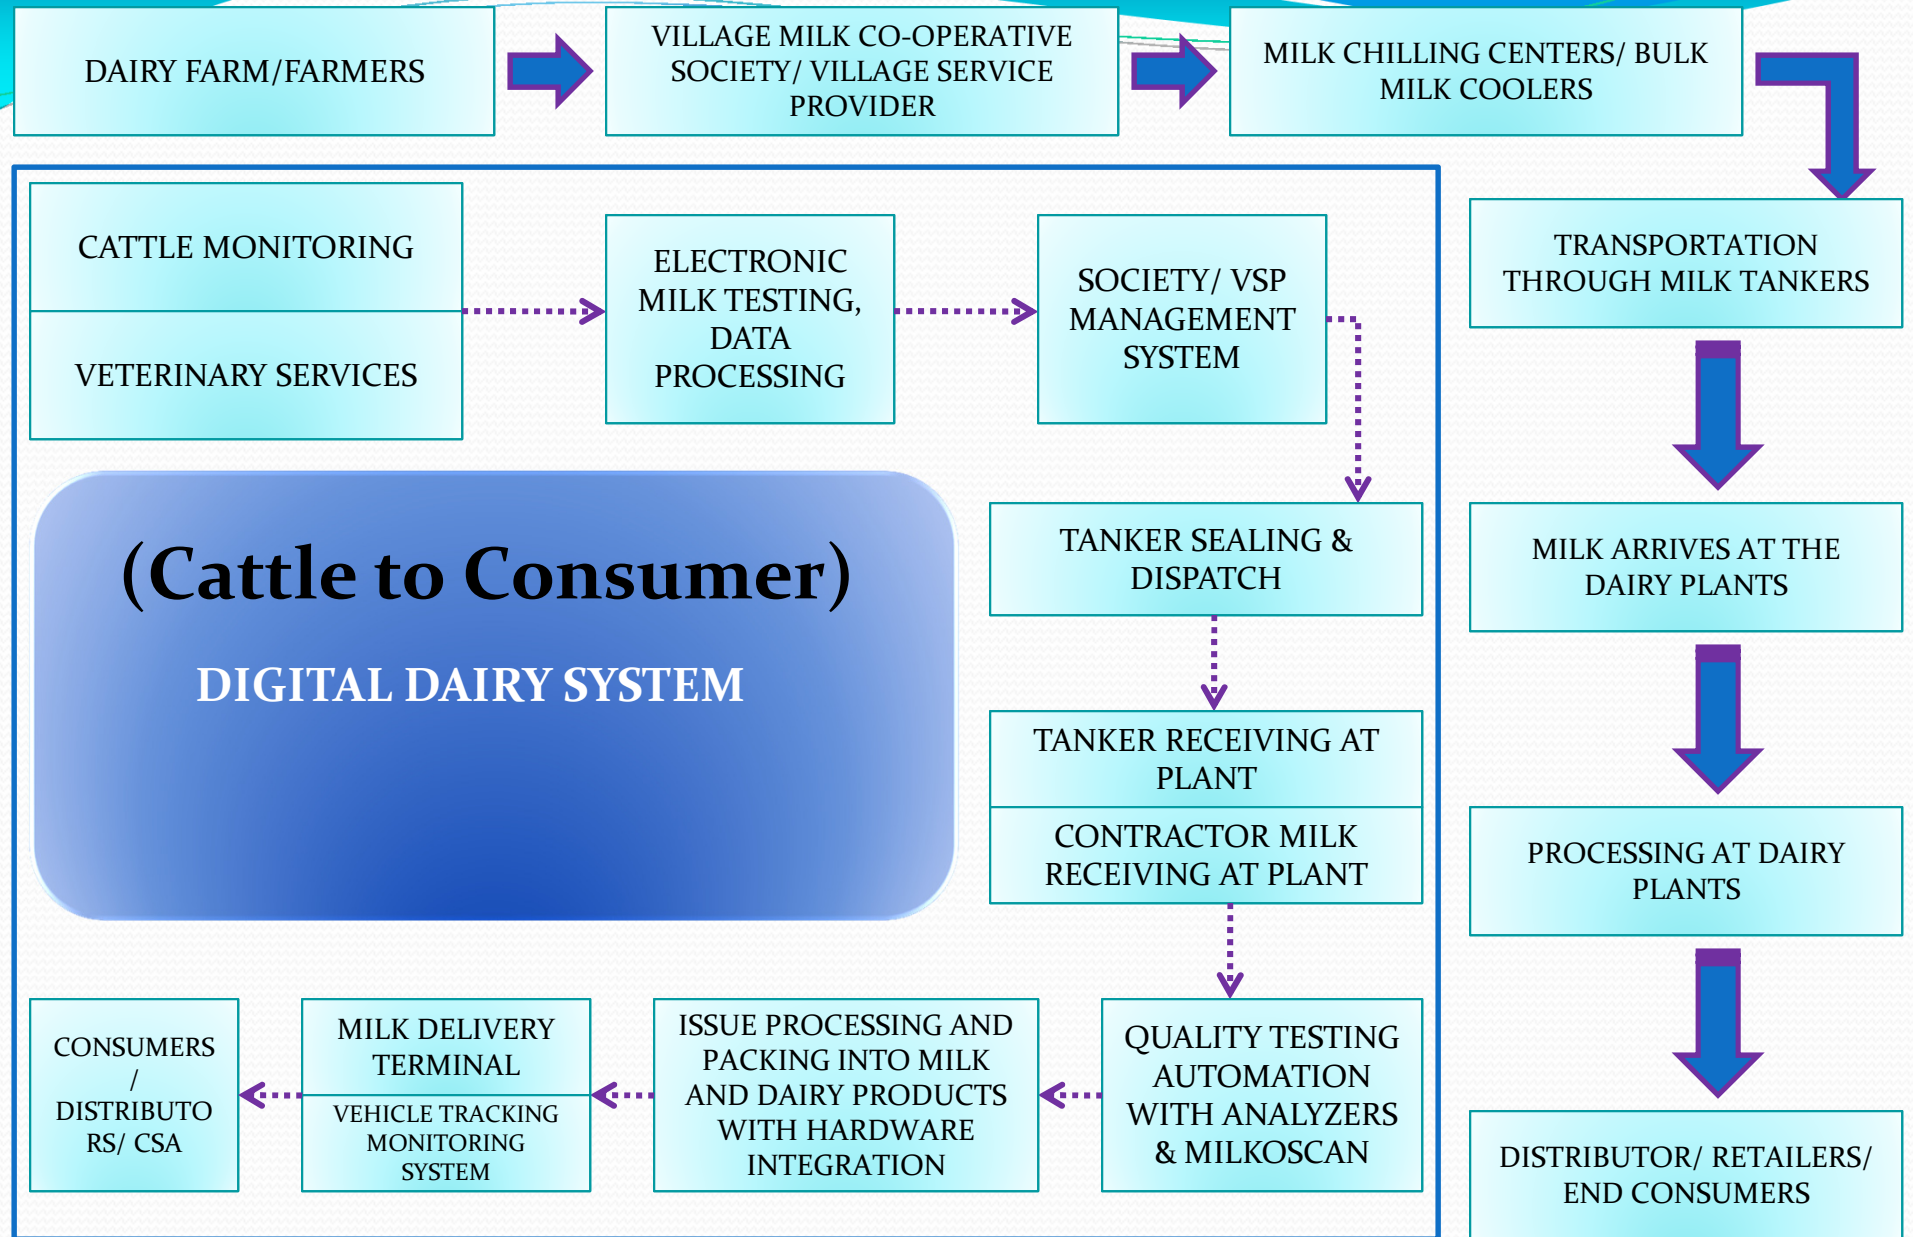 DAIRY FARM/FARMERS
VILLAGE MILK CO-OPERATIVE
SOCIETY/ VILLAGE SERVICE
PROVIDER
MILK CHILLING CENTERS/ BULK
MILK COOLERS
CATTLE MONITORING
VETERINARY SERVICES
ELECTRONIC
MILK TESTING,
DATA
PROCESSING
SOCIETY/ VSP
MANAGEMENT
SYSTEM
TRANSPORTATION
THROUGH MILK TANKERS
(Cattle to Consumer)
DIGITAL DAIRY SYSTEM
TANKER SEALING &
DISPATCH
MILK ARRIVES AT THE
DAIRY PLANTS
TANKER RECEIVING AT
PLANT
CONTRACTOR MILK
RECEIVING AT PLANT
PROCESSING AT DAIRY
PLANTS
CONSUMERS
/
DISTRIBUTO
RS/ CSA
MILK DELIVERY
TERMINAL
VEHICLE TRACKING
MONITORING
SYSTEM
ISSUE PROCESSING AND
PACKING INTO MILK
AND DAIRY PRODUCTS
WITH HARDWARE
INTEGRATION
QUALITY TESTING
AUTOMATION
WITH ANALYZERS
& MILKOSCAN
DISTRIBUTOR/ RETAILERS/
END CONSUMERS